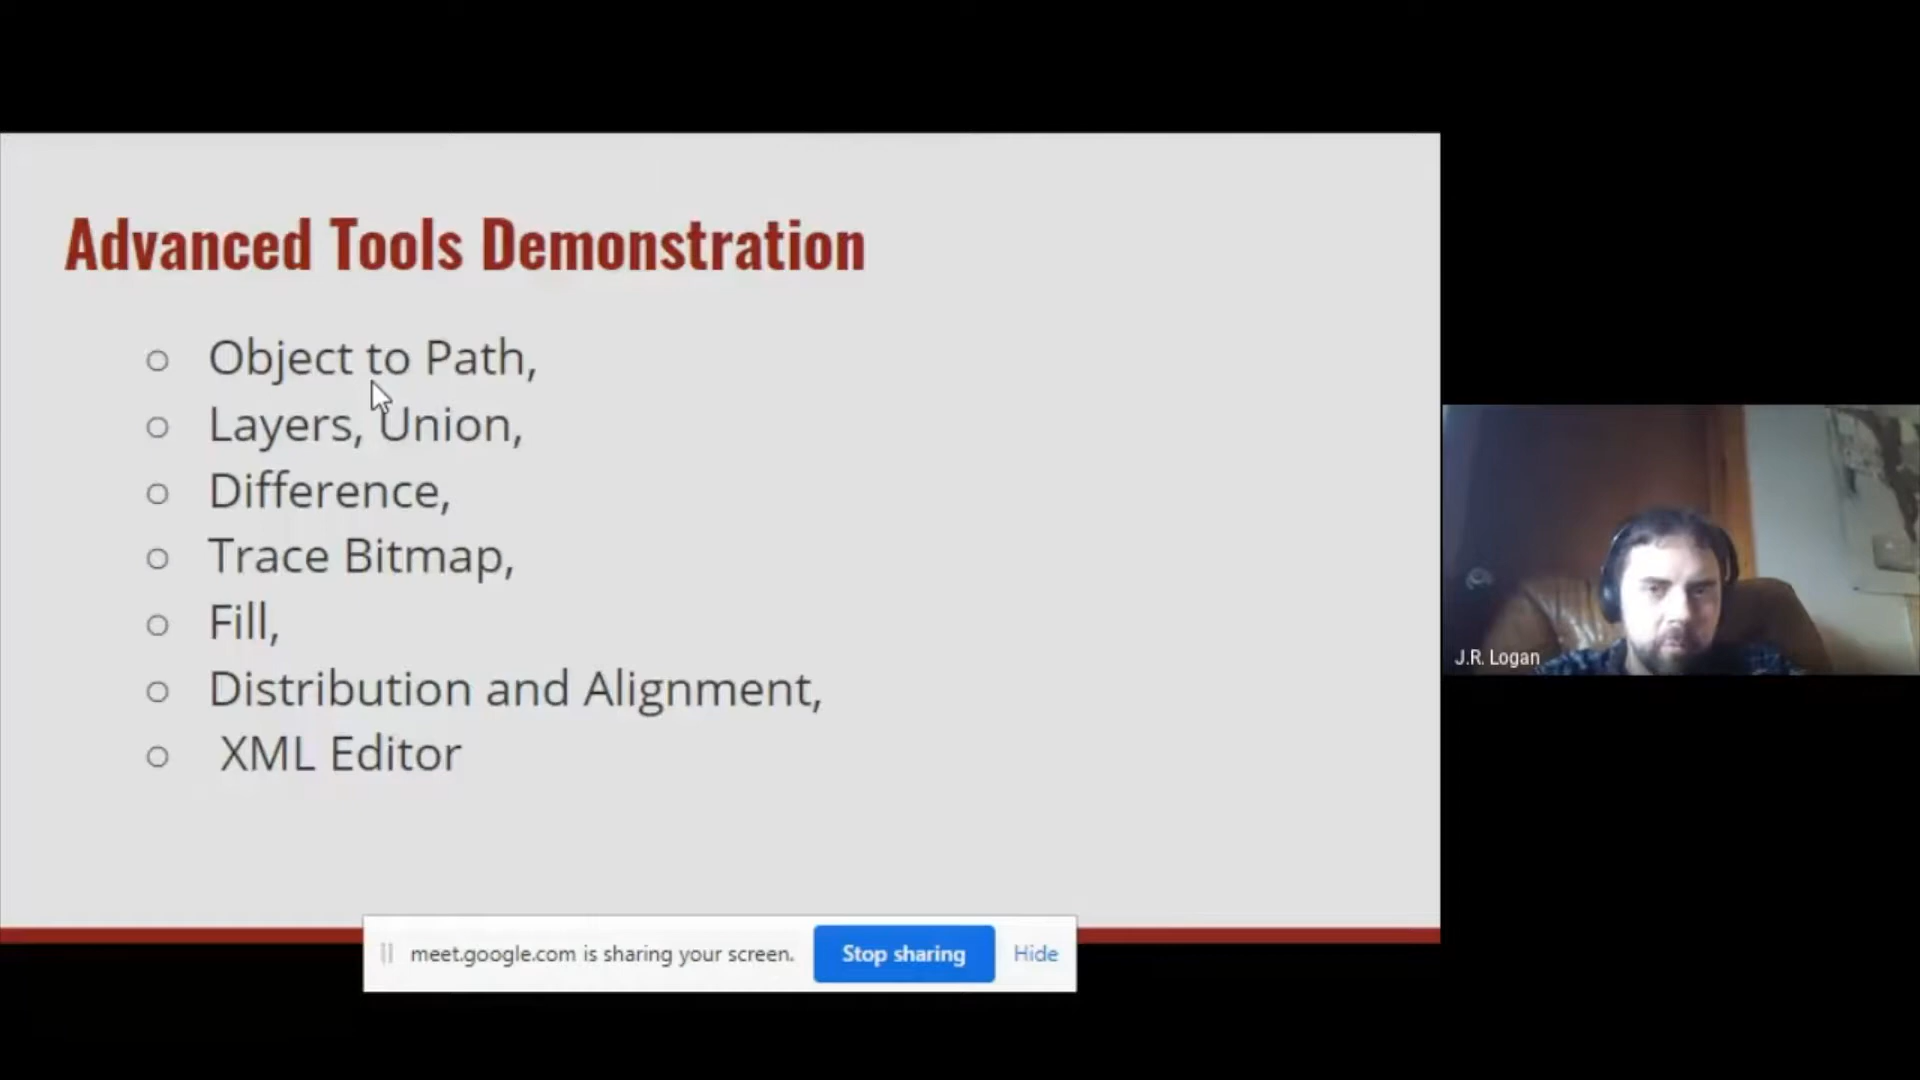 Advanced Tools Demonstration
Object to Path,
Layers, Union,
Difference,
Trace Bitmap,
Fill,
Distribution and Alignment,
XML Editor
J.R. Logan
meet.google.com is sharing your screen. Stop sharing Hide